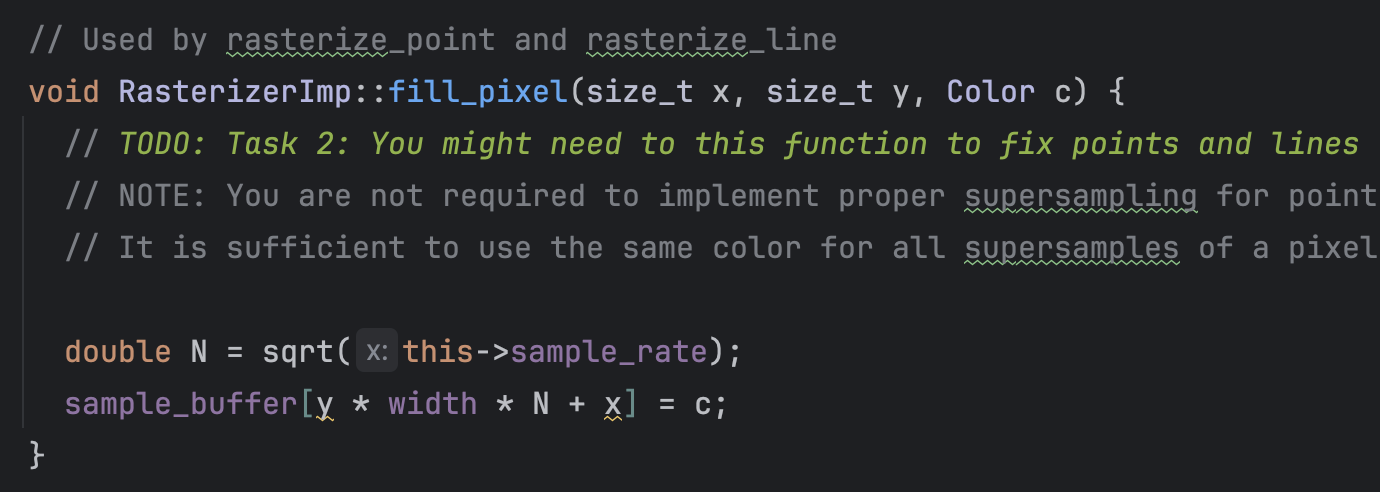 // Used by rasterize_point and rasterize_line
void RasterizerImp::fill_pixel(size_t x, size_t y, Color c) {
// TODO: Task 2: You might need to this function to fix points and lines
// NOTE: You are not required to implement proper supersampling for point
// It is sufficient to use the same color for all supersamples of a pixel
double N = sqrt( x: this->sample_rate);
sample_buffer[y * width * N + x] = c;
}